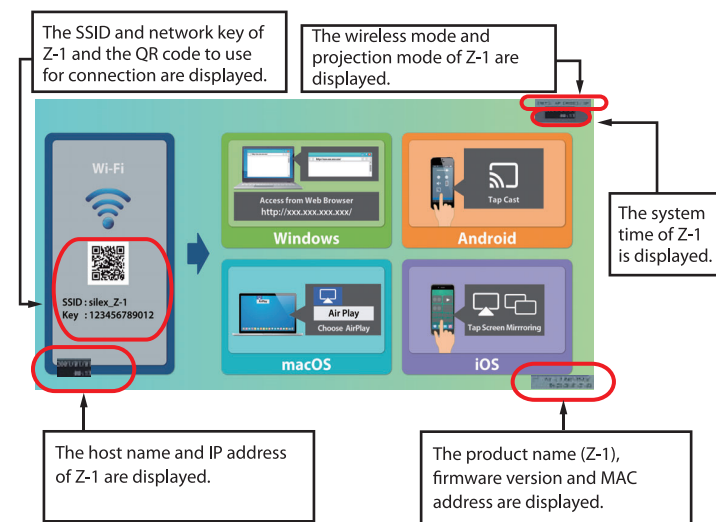 The SSID and network key of
Z-1 and the QR code to use
for connection are displayed.
The wireless mode and
projection mode of Z-1 are
displayed.
Wi-Fi
SSID : silex_Z-1
Key : 123456789012
Access from Web Browser
http://xxx.xxx.xxx.xxx/
Windows
Tap Cast
Android
The system
time of Z-1
is displayed.
Air Play
Choose AirPlay
macOS
Tap Screen Mirrroring
iOS
The host name and IP address
of Z-1 are displayed.
The product name (Z-1),
firmware version and MAC
address are displayed.